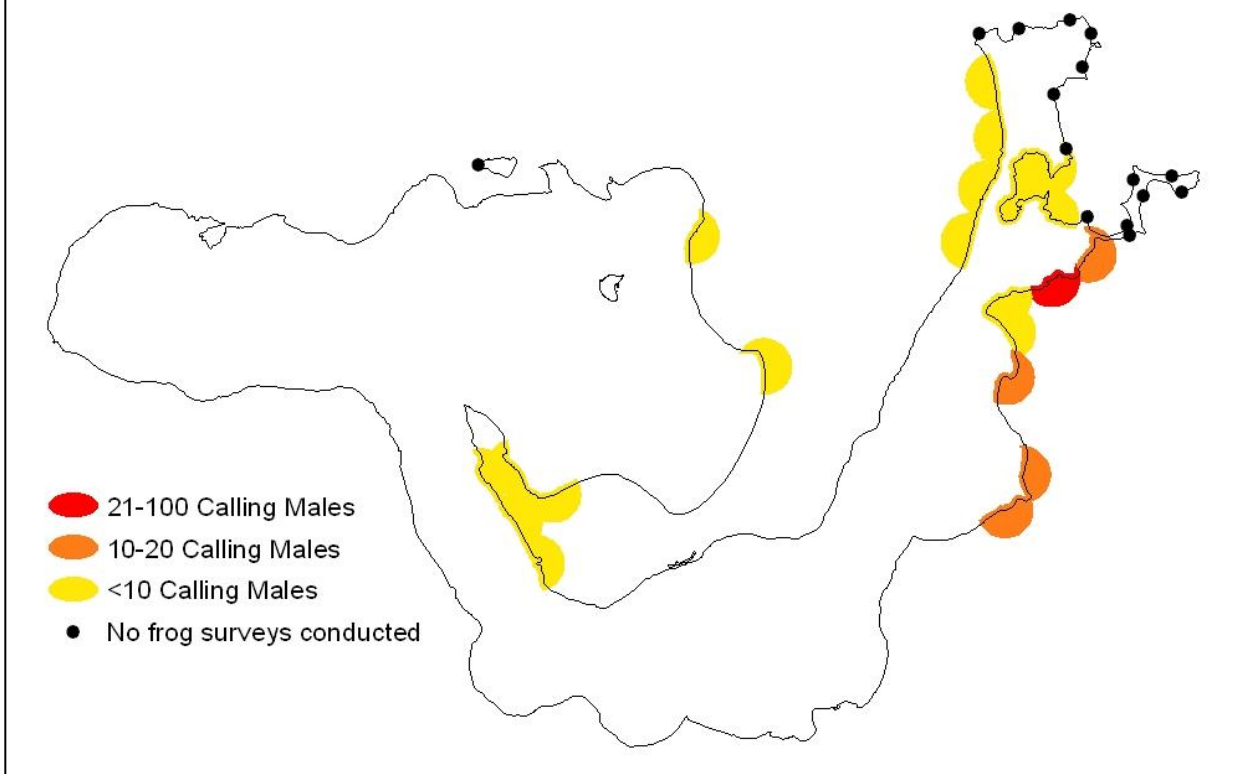 21-100 Calling Males
10-20 Calling Males
<10 Calling Males
No frog surveys conducted